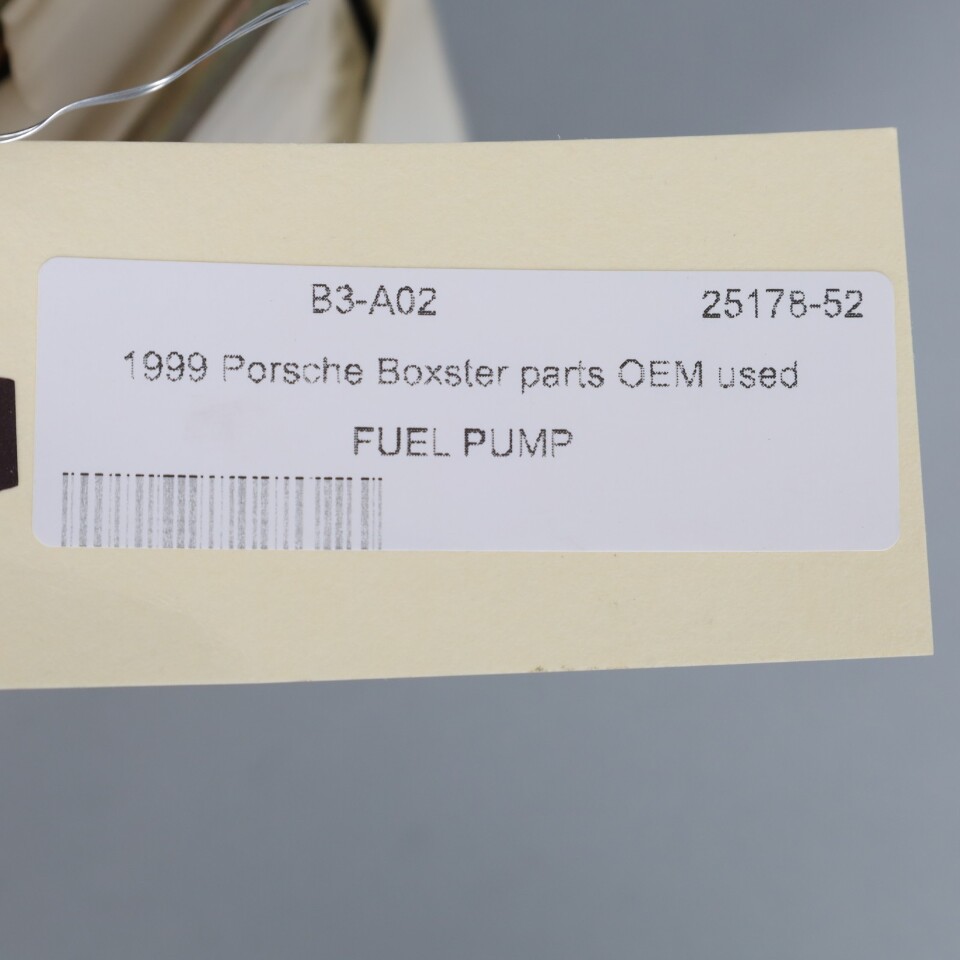 B3-A02 25178-52
1999 Porsche Boxster parts OEM used
FUEL PUMP